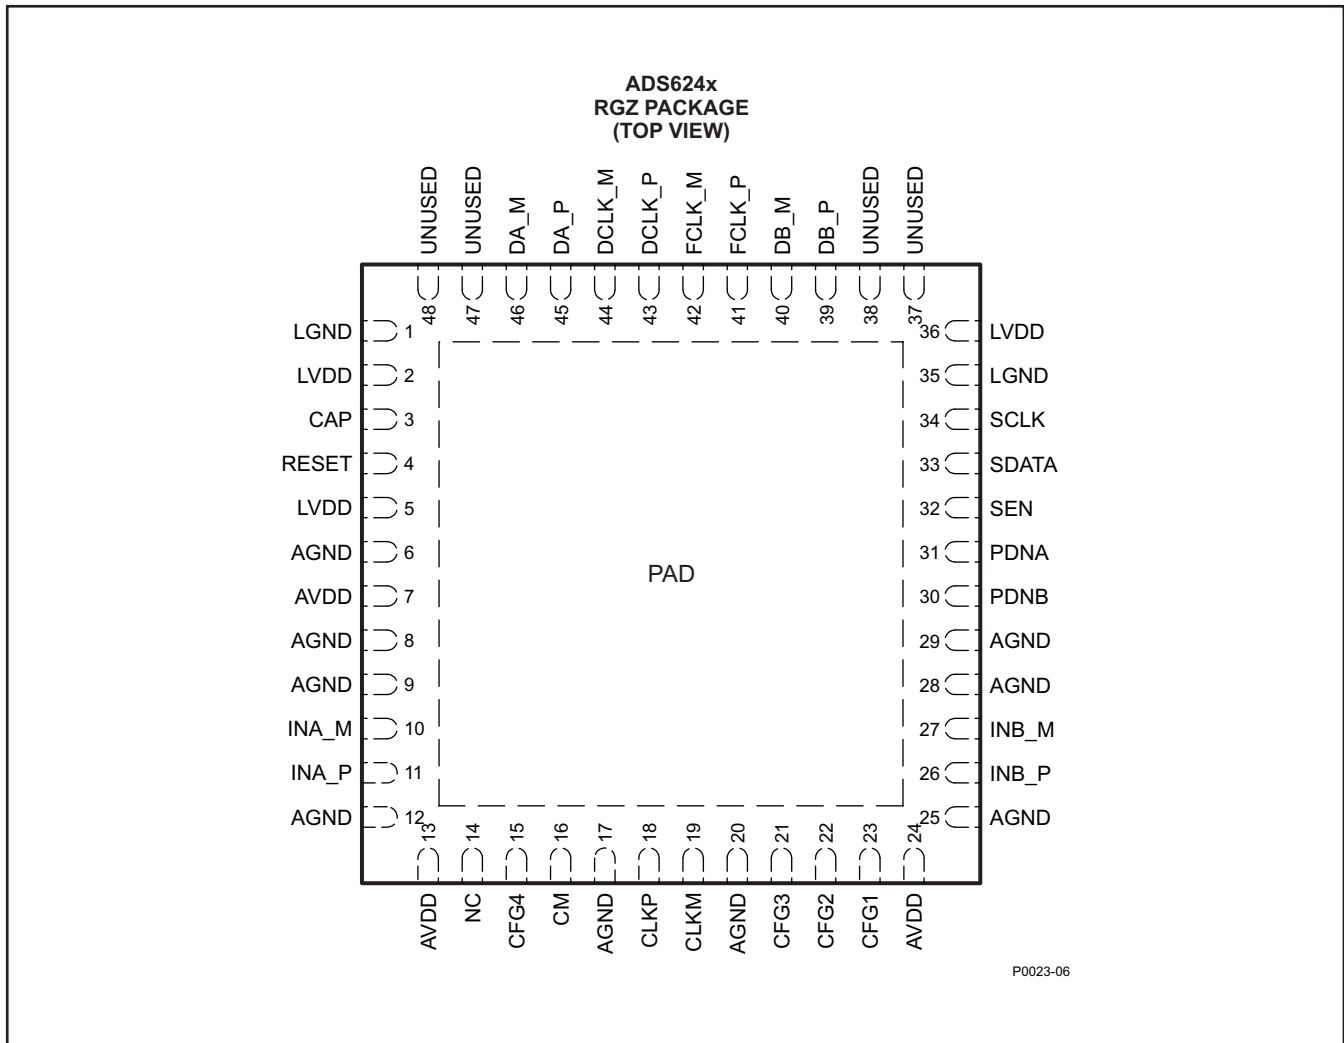 ADS624x
RGZ PACKAGE
(TOP VIEW)
UNUSED
UNUSED
DA_M
DA_P
DCLK_M
DCLK_P
FCLK_M
FCLK_P
DB_M
DB_P
UNUSED
UNUSED
48
47
46
45
44
43
42
41
40
39
38
37
LGND 1
LVDD 2
CAP 3
RESET 4
LVDD 5
AGND 6
AVDD 7
AGND 8
AGND 9
INA_M 10
INA_P 11
AGND 12
PAD
36 LVDD
35 LGND
34 SCLK
33 SDATA
32 SEN
31 PDNA
30 PDNB
29 AGND
28 AGND
27 INB_M
26 INB_P
25 AGND
13
14
15
16
17
18
19
20
21
22
23
24
AVDD
NC
CFG4
CM
AGND
CLKP
CLKM
AGND
CFG3
CFG2
CFG1
AVDD
P0023-06